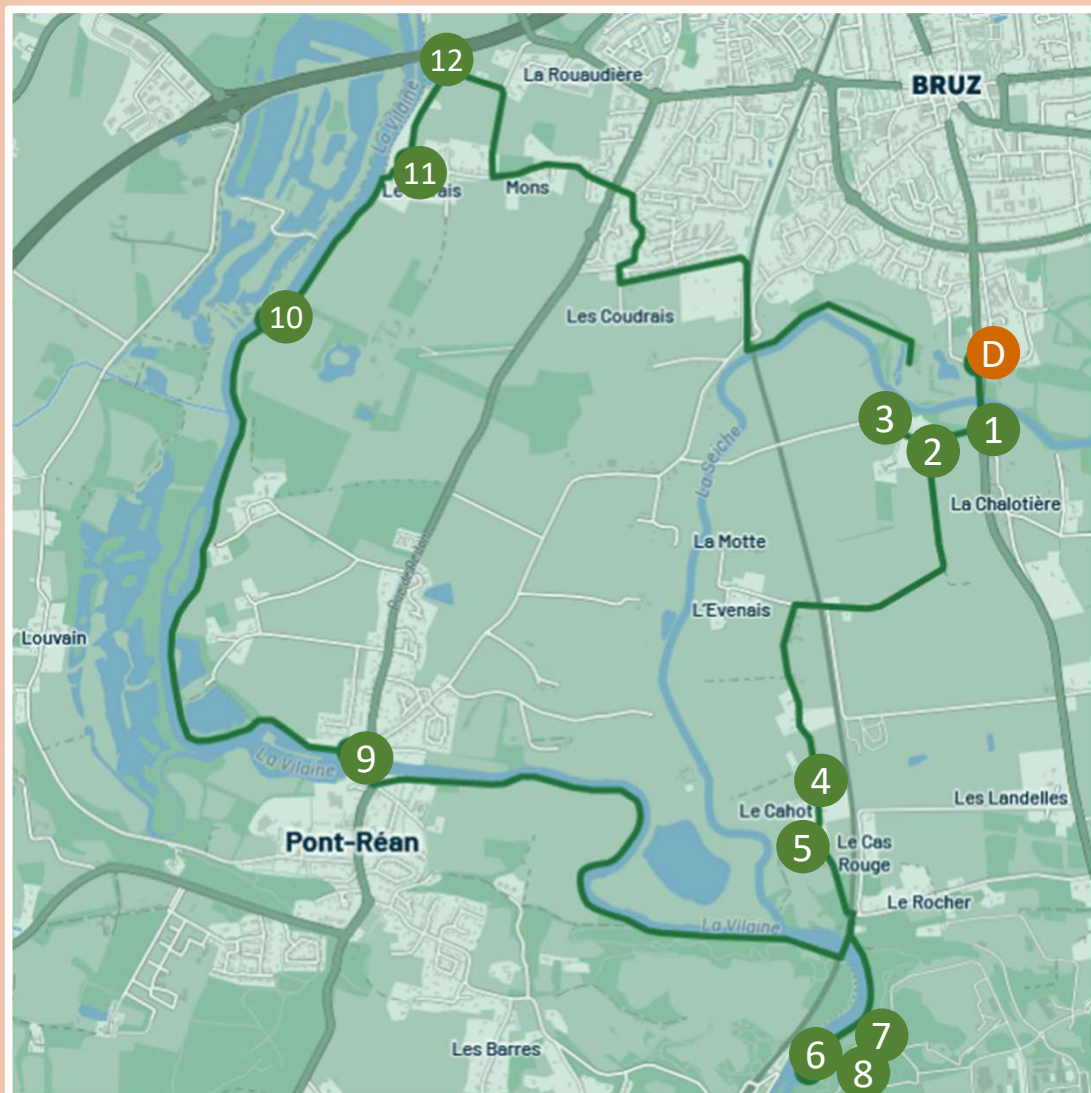 12
La Rouaudière
BRUZ
La Vilaine
11
Mons
10
Les Coudrais
D
3
1
2
La Seiche
La Chalotière
La Motte
L'Evenais
Louvain
9
La Vilaine
4
Le Cahot
Les Landelles
Pont-Réan
5
Le Cas
Rouge
Le Rocher
La Vilaine
7
Les Barres
6
8